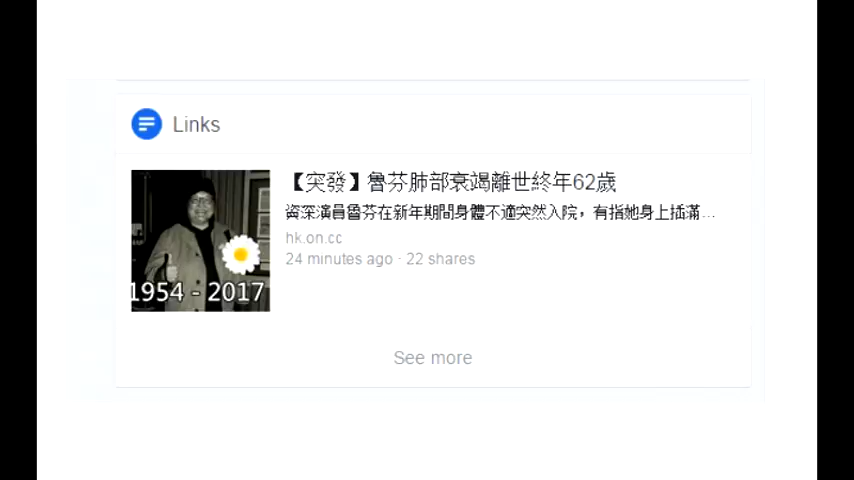 Links
【突發】魯芬肺部衰竭離世終年62歲
資深演員魯芬在新年期間身體不適突然入院，有指她身上插滿...
hk.on.cc
24 minutes ago · 22 shares
1954 - 2017
See more